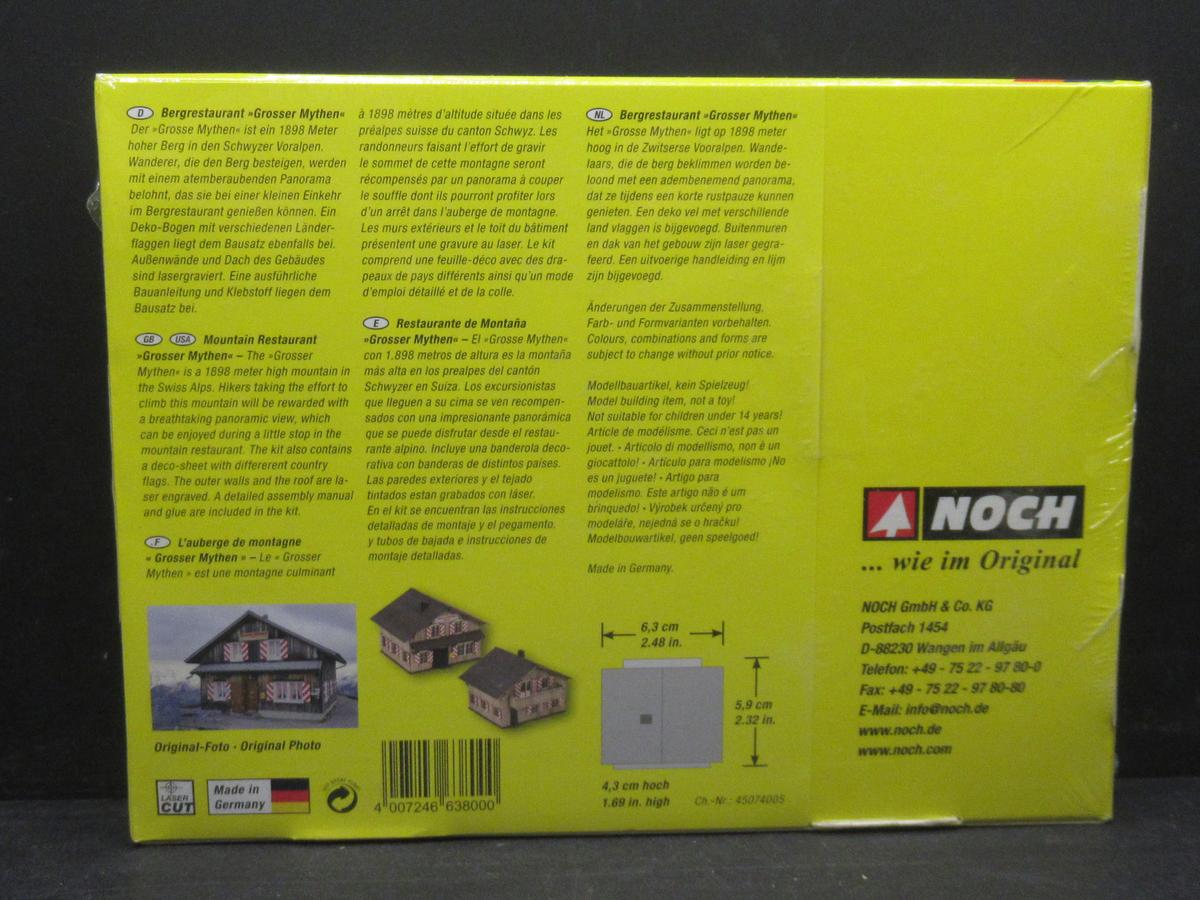 D Bergrestaurant »Grosser Mythen«
Der »Grosse Mythen« ist ein 1898 Meter
hoher Berg in den Schwyzer Voralpen.
Wanderer, die den Berg besteigen, werden
mit einem atemberaubenden Panorama
belohnt, das sie bei einer kleinen Einkehr
im Bergrestaurant genießen können. Ein
Deko-Bogen mit verschiedenen Länder-
flaggen liegt dem Bausatz ebenfalls bei.
Außenwände und Dach des Gebäudes
sind lasergraviert. Eine ausführliche
Bauanleitung und Klebstoff liegen dem
Bausatz bei.
GB USA Mountain Restaurant
»Grosser Mythen« – The »Grosser
Mythen« is a 1898 meter high mountain in
the Swiss Alps. Hikers taking the effort to
climb this mountain will be rewarded with
a breathtaking panoramic view, which
can be enjoyed during a little stop in the
mountain restaurant. The kit also contains
a deco-sheet with differerent country
flags. The outer walls and the roof are la-
ser engraved. A detailed assembly manual
and glue are included in the kit.
F L'auberge de montagne
« Grosser Mythen » – Le « Grosser
Mythen » est une montagne culminant
à 1898 mètres d'altitude située dans les
préalpes suisse du canton Schwyz. Les
randonneurs faisant l'effort de gravir
le sommet de cette montagne seront
récompensés par un panorama à couper
le souffle dont ils pourront profiter lors
d'un arrêt dans l'auberge de montagne.
Les murs extérieurs et le toit du bâtiment
présentent une gravure au laser. Le kit
comprend une feuille-déco avec des dra-
peaux de pays différents ainsi qu'un mode
d'emploi détaillé et de la colle.
E Restaurante de Montaña
»Grosser Mythen« – El »Grosse Mythen«
con 1.898 metros de altura es la montaña
más alta en los prealpes del cantón
Schwyzer en Suiza. Los excursionistas
que lleguen a su cima se ven recompen-
sados con una impresionante panorámica
que se puede disfrutar desde el restau-
rante alpino. Incluye una banderola deco-
rativa con banderas de distintos países.
Las paredes exteriores y el tejado
tintados estan grabados con láser.
En el kit se encuentran las instrucciones
detalladas de montaje y el pegamento.
y tubos de bajada e instrucciones de
montaje detalladas.
NL Bergrestaurant »Grosser Mythen«
Het »Grosse Mythen« ligt op 1898 meter
hoog in de Zwitserse Vooralpen. Wande-
laars, die de berg beklimmen worden be-
loond met een adembenemend panorama,
dat ze tijdens een korte rustpauze kunnen
genieten. Een deko vel met verschillende
land vlaggen is bijgevoegd. Buitenmuren
en dak van het gebouw zijn laser gegra-
feerd. Een uitvoerige handleiding en lijm
zijn bijgevoegd.
Änderungen der Zusammenstellung,
Farb- und Formvarianten vorbehalten.
Colours, combinations and forms are
subject to change without prior notice.
Modellbauartikel, kein Spielzeug!
Model building item, not a toy!
Not suitable for children under 14 years!
Article de modélisme. Ceci n'est pas un
jouet. • Articolo di modellismo, non è un
giocattolo! • Artículo para modelismo ¡No
es un juguete! • Artigo para
modelismo. Este artigo não é um
brinquedo! • Výrobek určený pro
modeláře, nejedná se o hračku!
Modelbouwartikel, geen speelgoed!
Made in Germany.
NOCH
... wie im Original
NOCH GmbH & Co. KG
Postfach 1454
D-88230 Wangen im Allgäu
Telefon: +49 - 75 22 - 97 80-0
Fax: +49 - 75 22 - 97 80-80
E-Mail: info@noch.de
www.noch.de
www.noch.com
Original-Foto · Original Photo
LASER
CUT
Made in
Germany
4 007246 638000
6,3 cm
2.48 in.
5,9 cm
2.32 in.
4,3 cm hoch
1.69 in. high
Ch.-Nr.: 45074005